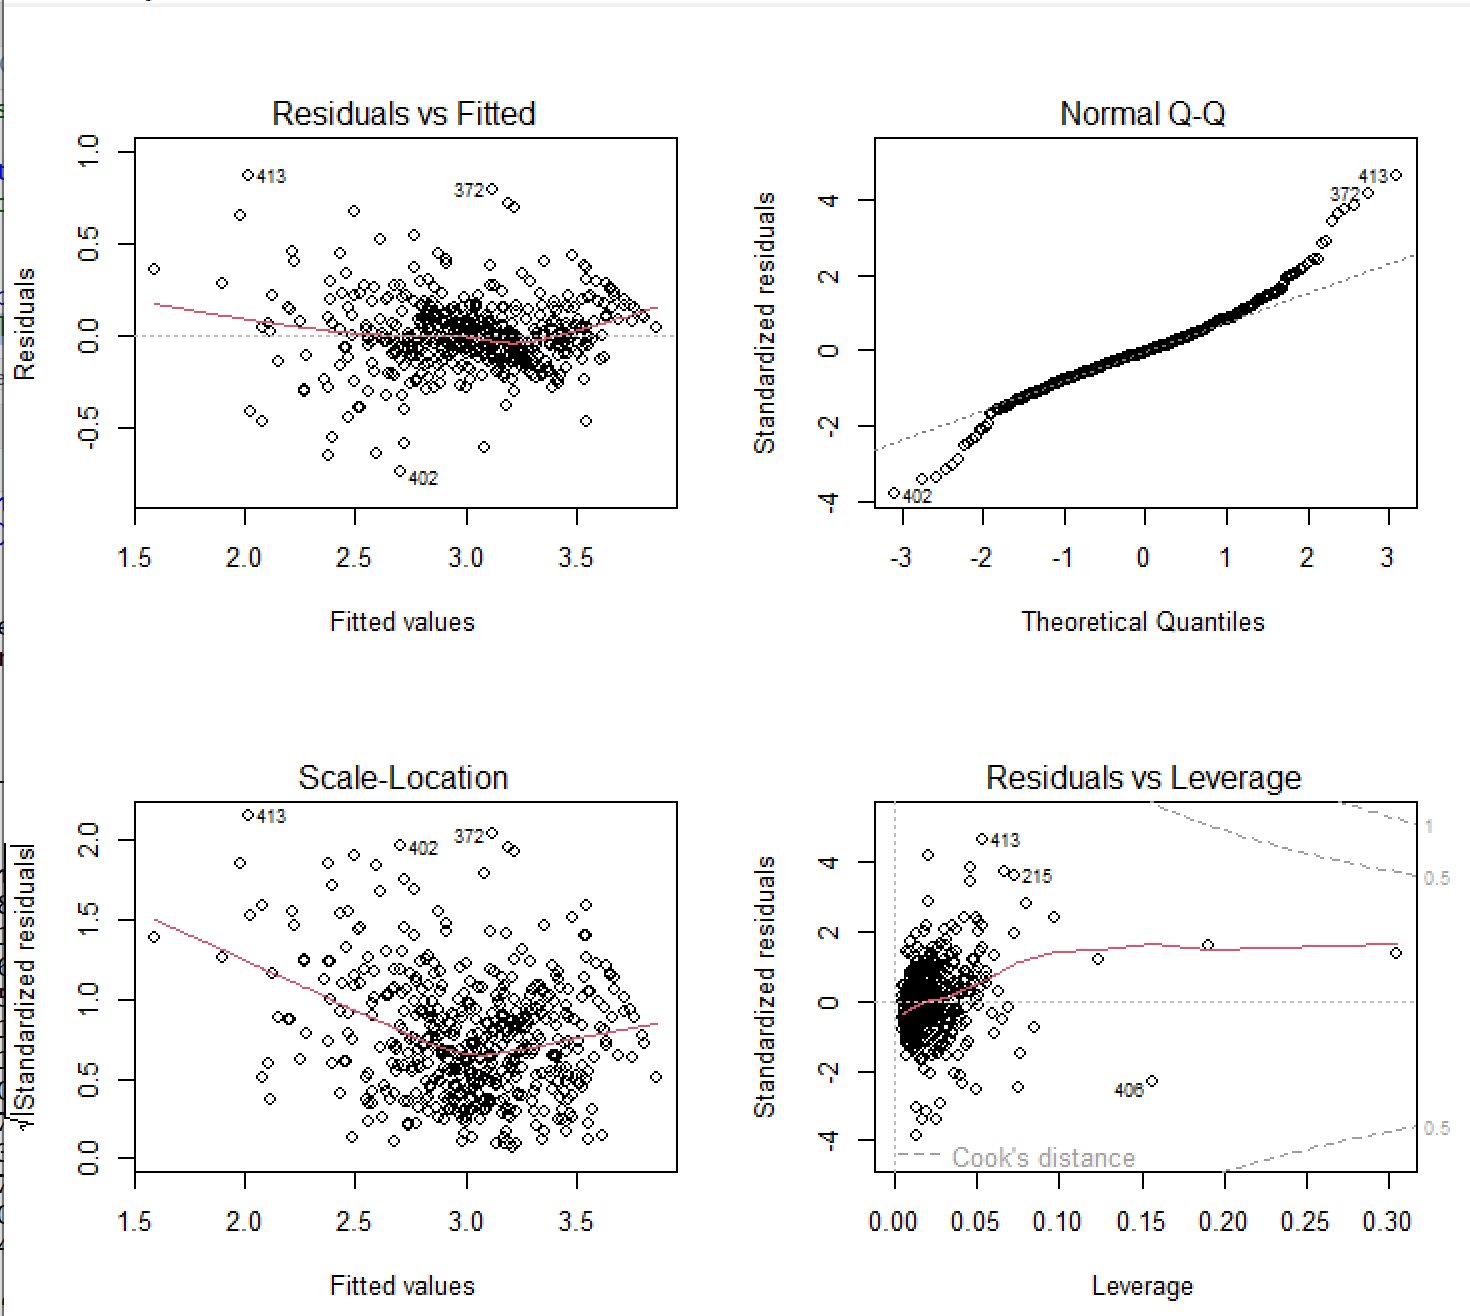 Residuals vs Fitted
Residuals
1.0
0.5
0.0
-0.5
413
372
402
1.5 2.0 2.5 3.0 3.5
Fitted values
Normal Q-Q
Standardized residuals
4
2
0
-2
-4
413
372
402
-3 -2 -1 0 1 2 3
Theoretical Quantiles
Scale-Location
√|Standardized residuals|
2.0
1.5
1.0
0.5
0.0
413
402
372
1.5 2.0 2.5 3.0 3.5
Fitted values
Residuals vs Leverage
Standardized residuals
4
2
0
-2
-4
413
215
406
1
0.5
0.5
Cook's distance
0.00 0.05 0.10 0.15 0.20 0.25 0.30
Leverage